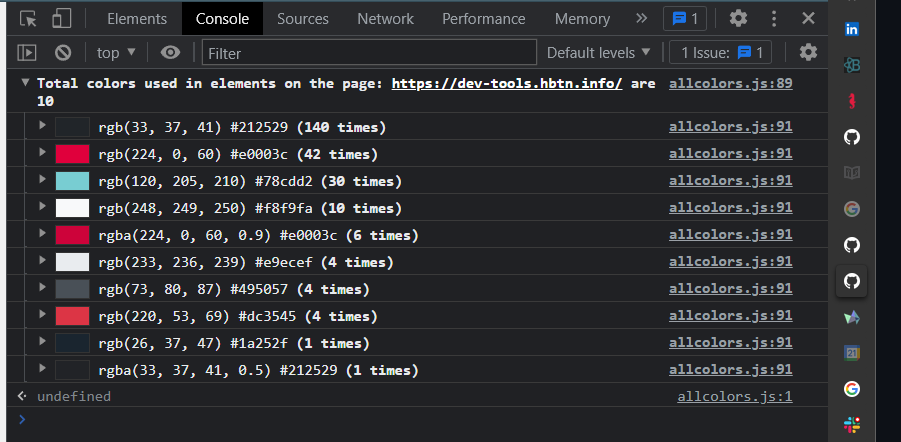 Elements Console Sources Network Performance Memory » 1
top Filter Default levels 1 Issue: 1
Total colors used in elements on the page: https://dev-tools.hbtn.info/ are allcolors.js:89
10
rgb(33, 37, 41) #212529 (140 times) allcolors.js:91
rgb(224, 0, 60) #e0003c (42 times) allcolors.js:91
rgb(120, 205, 210) #78cdd2 (30 times) allcolors.js:91
rgb(248, 249, 250) #f8f9fa (10 times) allcolors.js:91
rgba(224, 0, 60, 0.9) #e0003c (6 times) allcolors.js:91
rgb(233, 236, 239) #e9ecef (4 times) allcolors.js:91
rgb(73, 80, 87) #495057 (4 times) allcolors.js:91
rgb(220, 53, 69) #dc3545 (4 times) allcolors.js:91
rgb(26, 37, 47) #1a252f (1 times) allcolors.js:91
rgba(33, 37, 41, 0.5) #212529 (1 times) allcolors.js:91
undefined allcolors.js:1
in
B
G
21
G